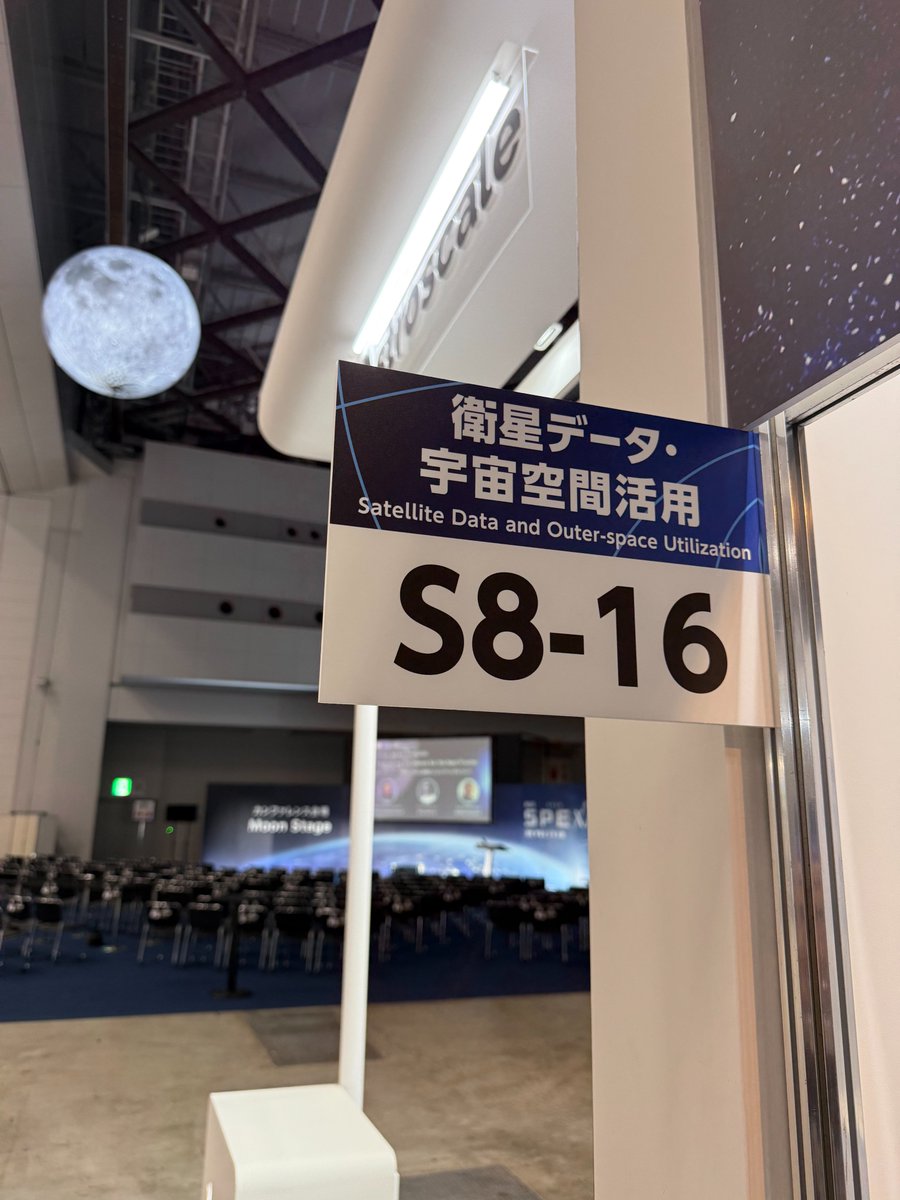 troscale
衛星データ・
宇宙空間活用
Satellite Data and Outer-space Utilization
S8-16
Moon Stage
SPEX